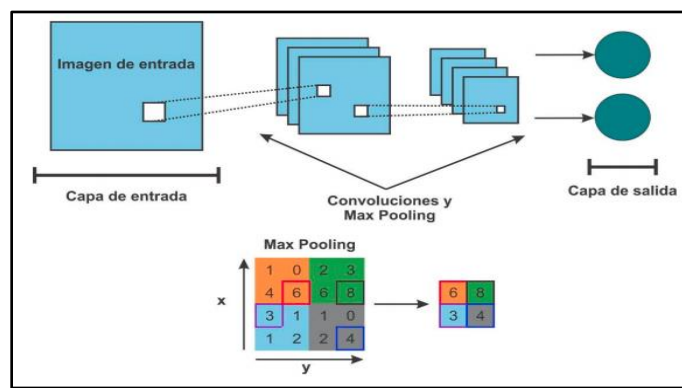 Imagen de entrada
Capa de entrada
Convoluciones y
Max Pooling
Capa de salida
Max Pooling
x
1 0 2 3
4 6 6 8
3 1 1 0
1 2 2 4
y
6 8
3 4